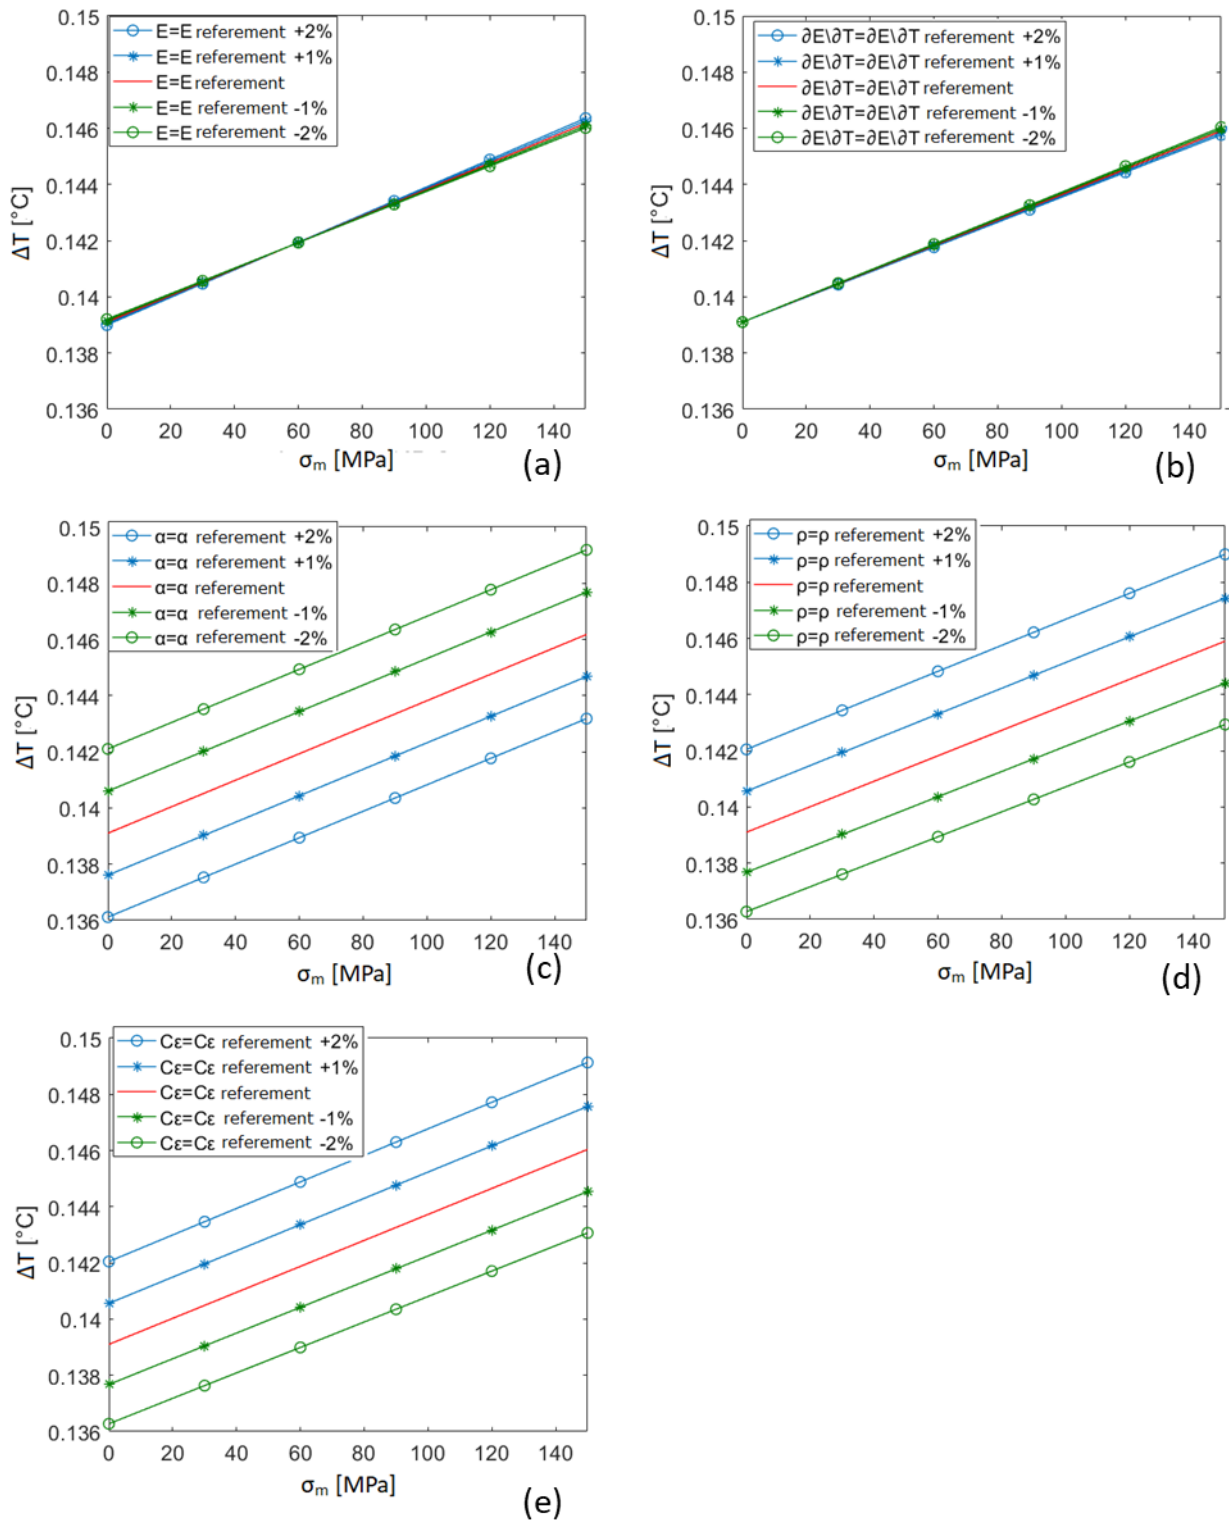 E=E referement +2%
E=E referement +1%
E=E referement
E=E referement -1%
E=E referement -2%
0.15
0.148
0.146
0.144
0.142
0.14
0.138
0.136
ΔT [°C]
0 20 40 60 80 100 120 140
σm [MPa]
(a)
∂E\∂T=∂E\∂T referement +2%
∂E\∂T=∂E\∂T referement +1%
∂E\∂T=∂E\∂T referement
∂E\∂T=∂E\∂T referement -1%
∂E\∂T=∂E\∂T referement -2%
0.15
0.148
0.146
0.144
0.142
0.14
0.138
0.136
ΔT [°C]
0 20 40 60 80 100 120 140
σm [MPa]
(b)
α=α referement +2%
α=α referement +1%
α=α referement
α=α referement -1%
α=α referement -2%
0.15
0.148
0.146
0.144
0.142
0.14
0.138
0.136
ΔT [°C]
0 20 40 60 80 100 120 140
σm [MPa]
(c)
ρ=ρ referement +2%
ρ=ρ referement +1%
ρ=ρ referement
ρ=ρ referement -1%
ρ=ρ referement -2%
0.15
0.148
0.146
0.144
0.142
0.14
0.138
0.136
ΔT [°C]
0 20 40 60 80 100 120 140
σm [MPa]
(d)
Cε=Cε referement +2%
Cε=Cε referement +1%
Cε=Cε referement
Cε=Cε referement -1%
Cε=Cε referement -2%
0.15
0.148
0.146
0.144
0.142
0.14
0.138
0.136
ΔT [°C]
0 20 40 60 80 100 120 140
σm [MPa]
(e)